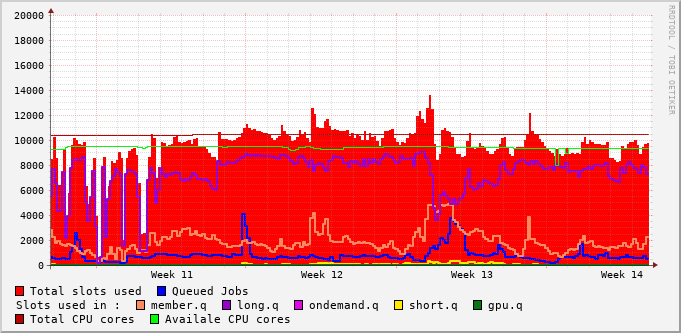 20000
18000
16000
14000
12000
10000
8000
6000
4000
2000
0
Week 11 Week 12 Week 13 Week 14
RRDTOOL / TOBI OETIKER
Total slots used Queued Jobs
Slots used in : member.q long.q ondemand.q short.q gpu.q
Total CPU cores Availale CPU cores